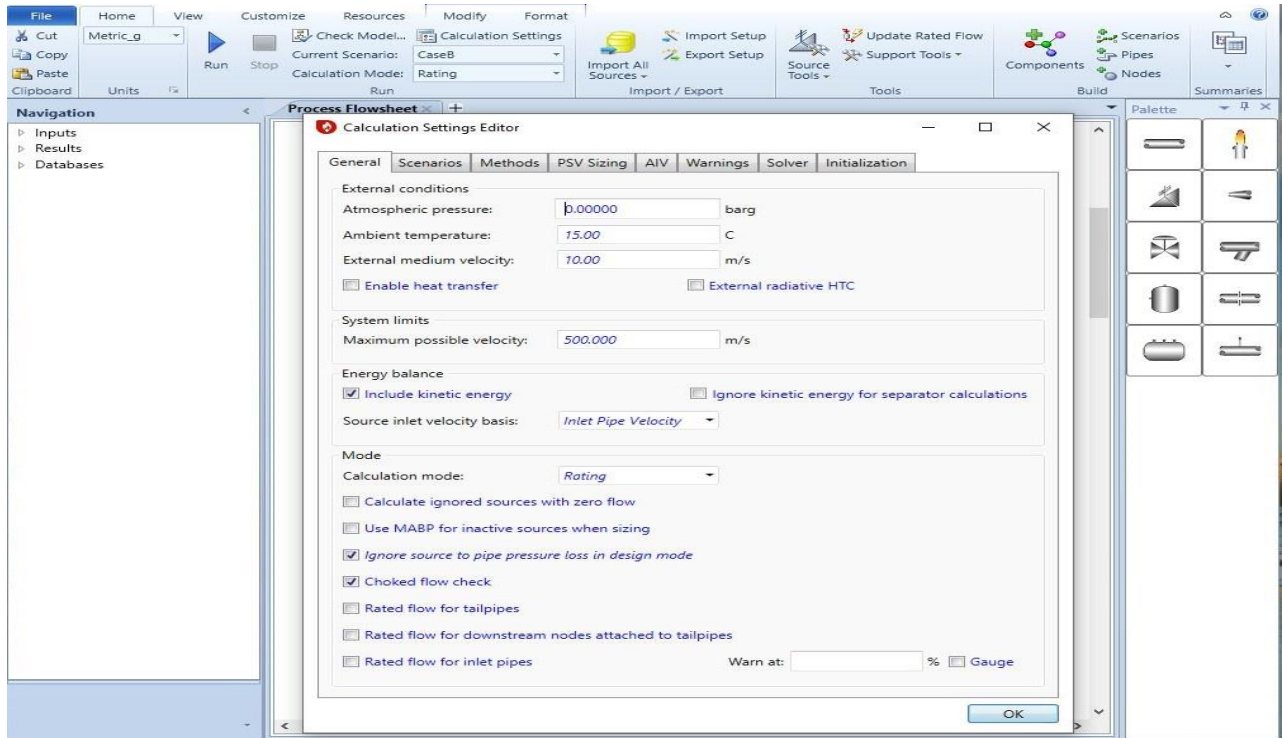 File Home View Customize Resources Modify Format
Cut Metric_g Check Model... Calculation Settings Import Setup Update Rated Flow Scenarios
Copy Current Scenario: CaseB Export Setup Support Tools Pipes
Paste Run Stop Calculation Mode: Rating Import All Sources Source Tools Components Nodes
Clipboard Units Run Import / Export Tools Build Summaries
Navigation Process Flowsheet Palette
Inputs
Results
Databases
Calculation Settings Editor
General Scenarios Methods PSV Sizing AIV Warnings Solver Initialization
External conditions
Atmospheric pressure: 0.00000 barg
Ambient temperature: 15.00 C
External medium velocity: 10.00 m/s
Enable heat transfer External radiative HTC
System limits
Maximum possible velocity: 500.000 m/s
Energy balance
Include kinetic energy Ignore kinetic energy for separator calculations
Source inlet velocity basis: Inlet Pipe Velocity
Mode
Calculation mode: Rating
Calculate ignored sources with zero flow
Use MABP for inactive sources when sizing
Ignore source to pipe pressure loss in design mode
Choked flow check
Rated flow for tailpipes
Rated flow for downstream nodes attached to tailpipes
Rated flow for inlet pipes Warn at: % Gauge
OK